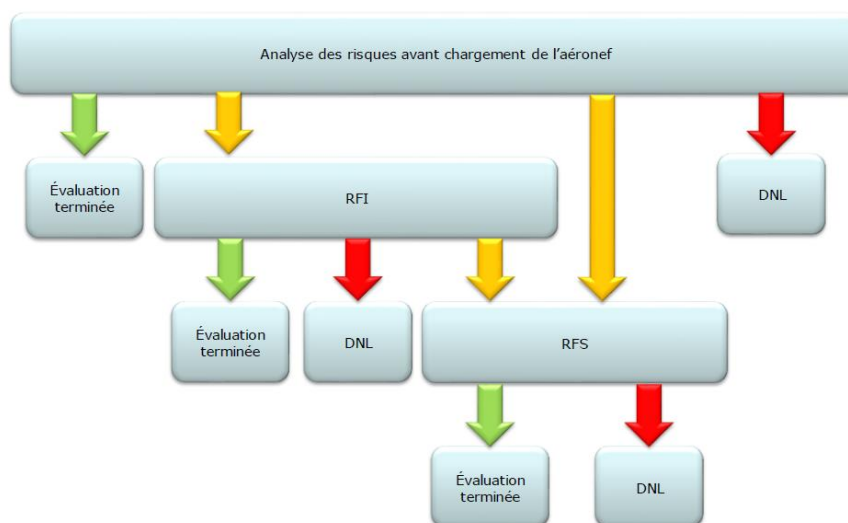 Analyse des risques avant chargement de l'aéronef
Évaluation
terminée
RFI
DNL
Évaluation
terminée
DNL
RFS
Évaluation
terminée
DNL